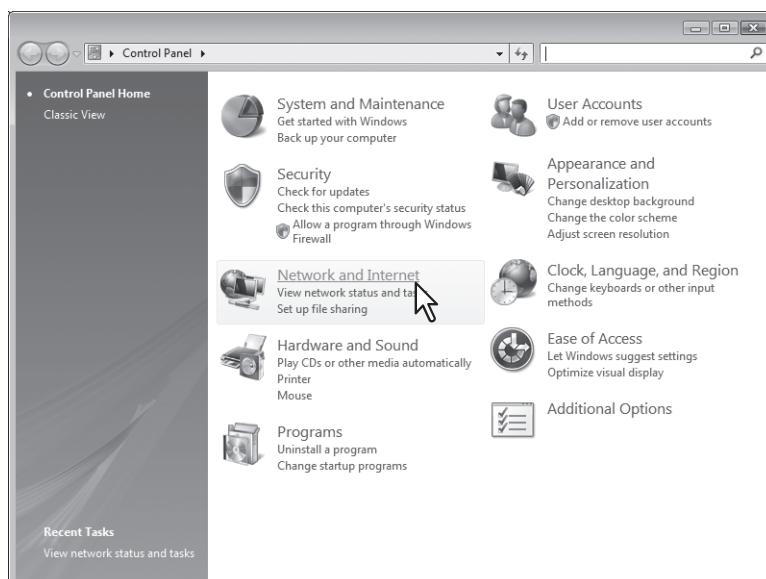 Control Panel
Control Panel Home
Classic View
System and Maintenance
Get started with Windows
Back up your computer
Security
Check for updates
Check this computer's security status
Allow a program through Windows
Firewall
Network and Internet
View network status and
Set up file sharing
Hardware and Sound
Play CDs or other media automatically
Printer
Mouse
Programs
Uninstall a program
Change startup programs
User Accounts
Add or remove user accounts
Appearance and
Personalization
Change desktop background
Change the color scheme
Adjust screen resolution
Clock, Language, and Region
Change keyboards or other input
methods
Ease of Access
Let Windows suggest settings
Optimize visual display
Additional Options
Recent Tasks
View network status and tasks